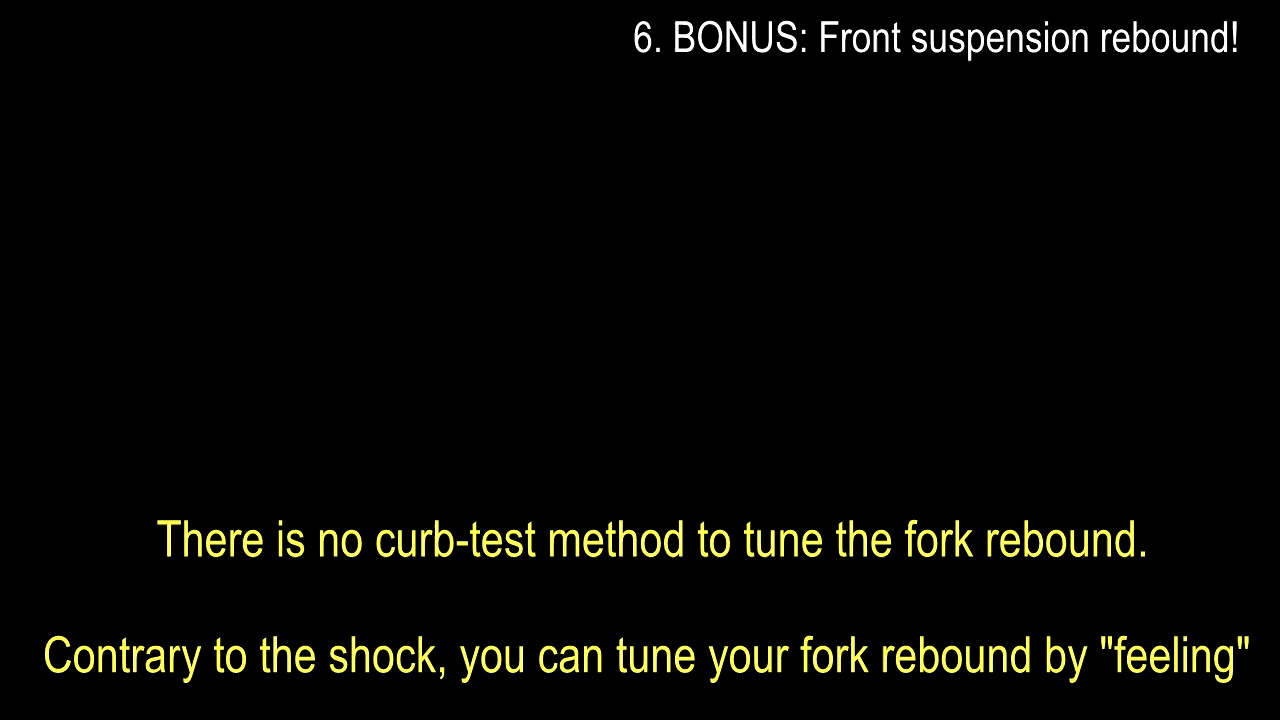 6. BONUS: Front suspension rebound!
There is no curb-test method to tune the fork rebound.
Contrary to the shock, you can tune your fork rebound by "feeling"